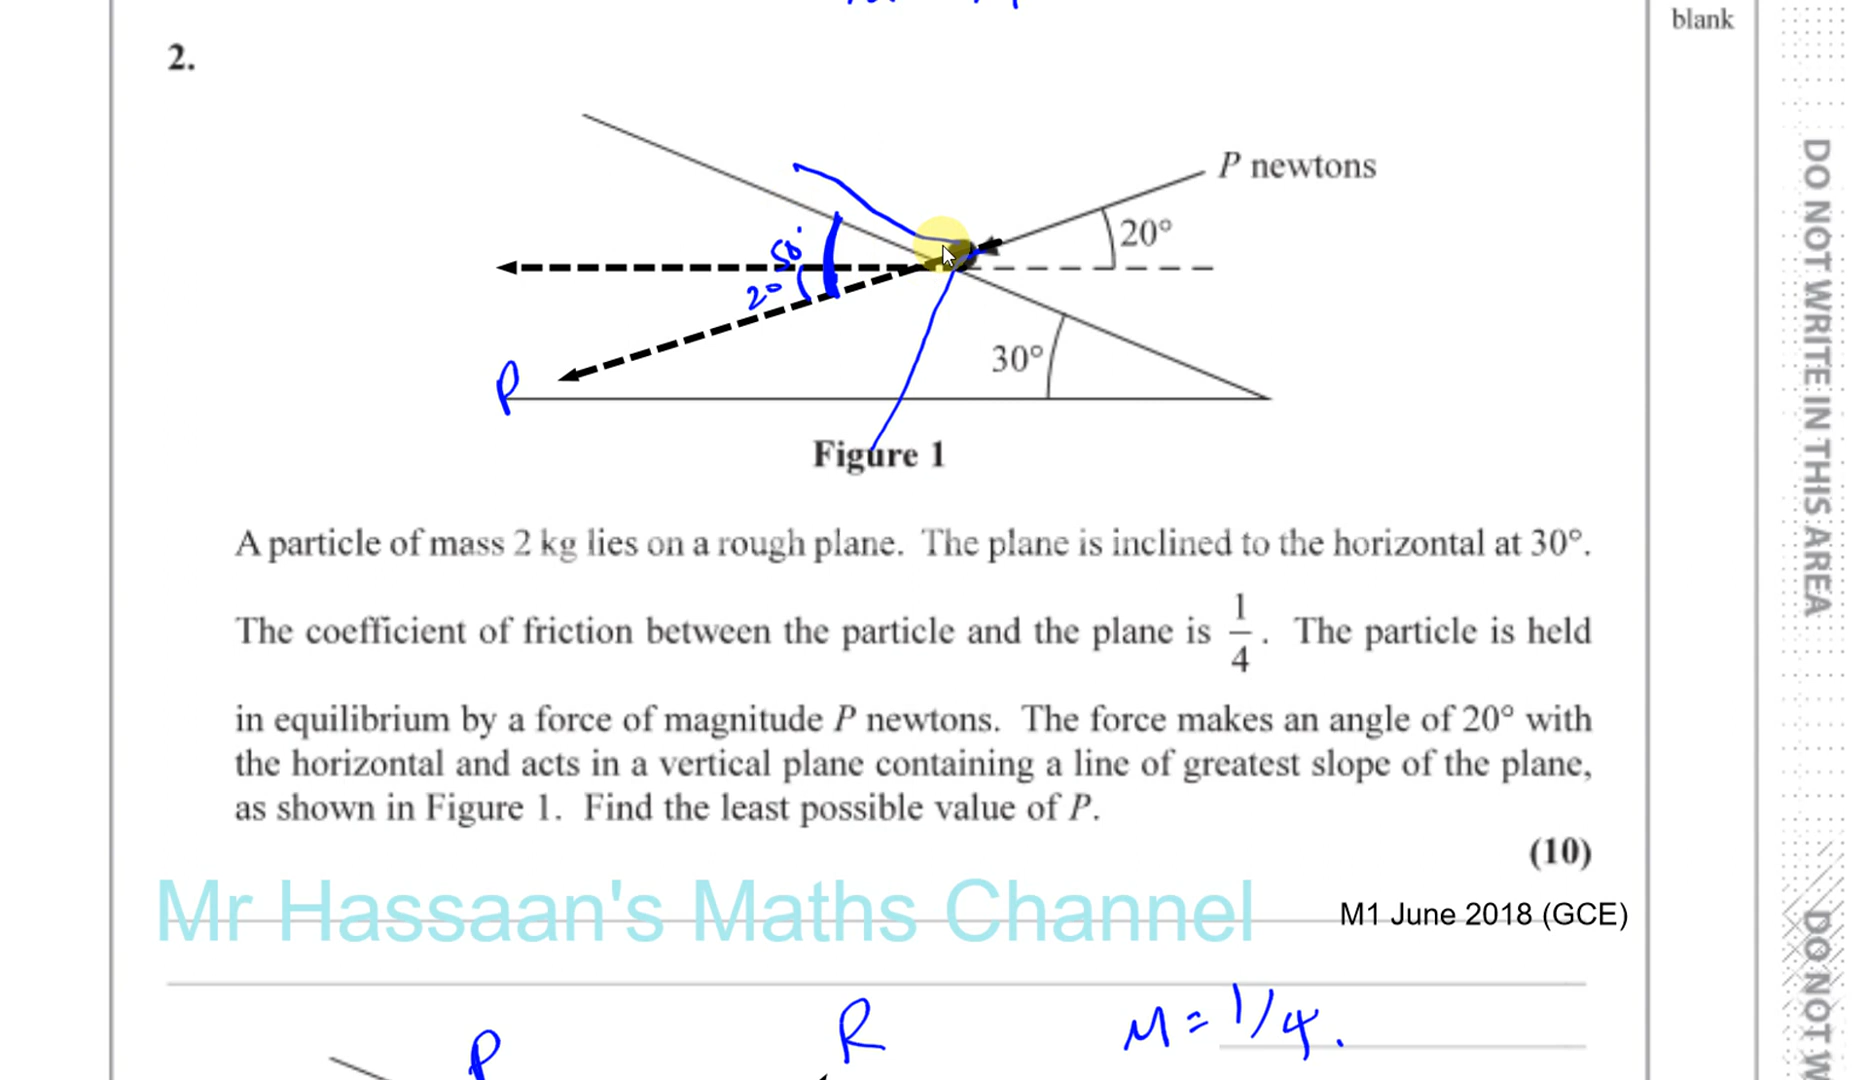 blank
2.
P newtons
20°
50°
20
30°
P
Figure 1
A particle of mass 2 kg lies on a rough plane. The plane is inclined to the horizontal at 30°.
The coefficient of friction between the particle and the plane is 1/4. The particle is held
in equilibrium by a force of magnitude P newtons. The force makes an angle of 20° with
the horizontal and acts in a vertical plane containing a line of greatest slope of the plane,
as shown in Figure 1. Find the least possible value of P.
(10)
Mr Hassaan's Maths Channel
M1 June 2018 (GCE)
P
R
M = 1/4.
DO NOT WRITE IN THIS AREA
DO NOT W